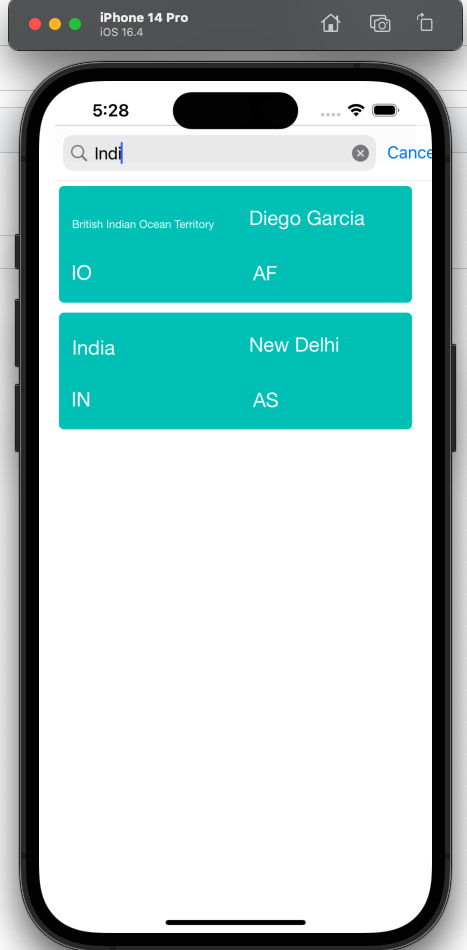 iPhone 14 Pro
iOS 16.4
5:28
Indi
Cance
British Indian Ocean Territory
Diego Garcia
IO
AF
India
New Delhi
IN
AS